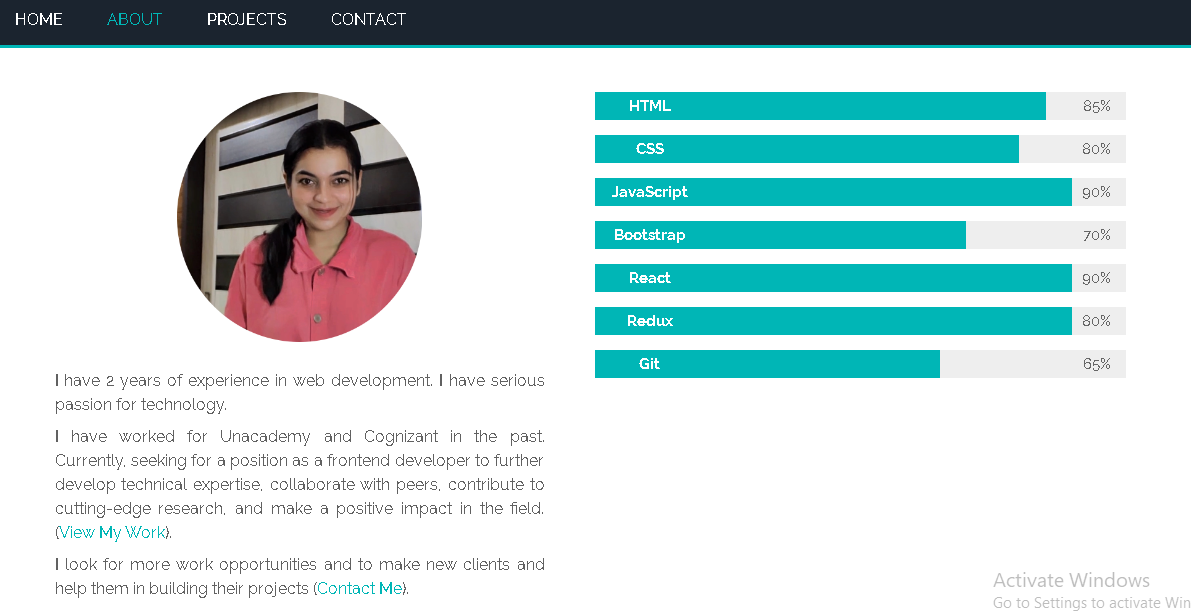 HOME ABOUT PROJECTS CONTACT
I have 2 years of experience in web development. I have serious
passion for technology.
I have worked for Unacademy and Cognizant in the past.
Currently, seeking for a position as a frontend developer to further
develop technical expertise, collaborate with peers, contribute to
cutting-edge research, and make a positive impact in the field.
(View My Work).
I look for more work opportunities and to make new clients and
help them in building their projects (Contact Me).
HTML 85%
CSS 80%
JavaScript 90%
Bootstrap 70%
React 90%
Redux 80%
Git 65%
Activate Windows
Go to Settings to activate Win